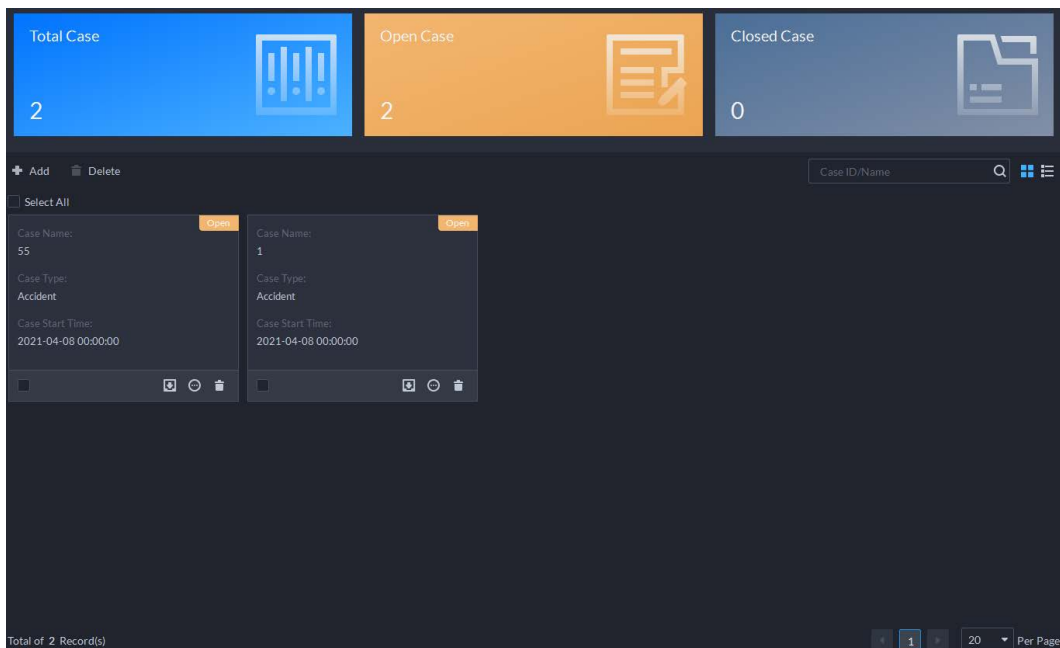 Total Case
2
Open Case
2
Closed Case
0
Add
Delete
Case ID/Name
Select All
Open
Case Name:
55
Case Type:
Accident
Case Start Time:
2021-04-08 00:00:00
Open
Case Name:
1
Case Type:
Accident
Case Start Time:
2021-04-08 00:00:00
Total of 2 Record(s)
1
20
Per Page